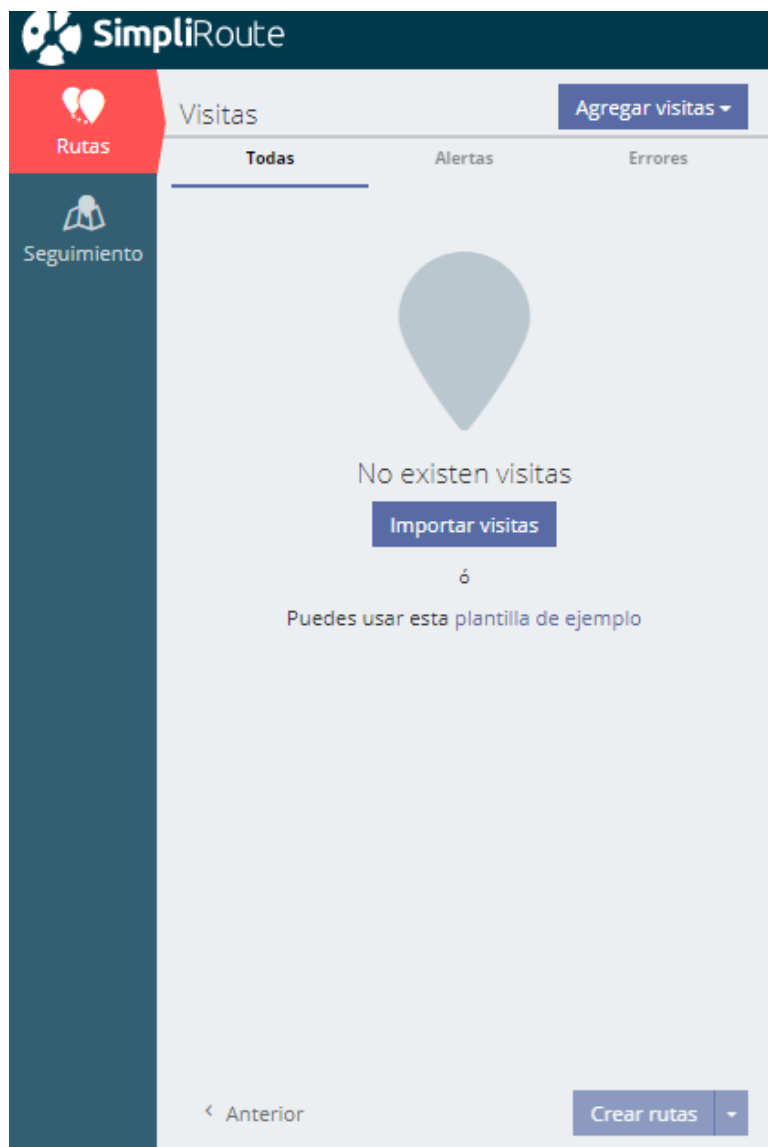 SimpliRoute
Rutas
Seguimiento
Visitas
Agregar visitas
Todas
Alertas
Errores
No existen visitas
Importar visitas
ó
Puedes usar esta plantilla de ejemplo
Anterior
Crear rutas